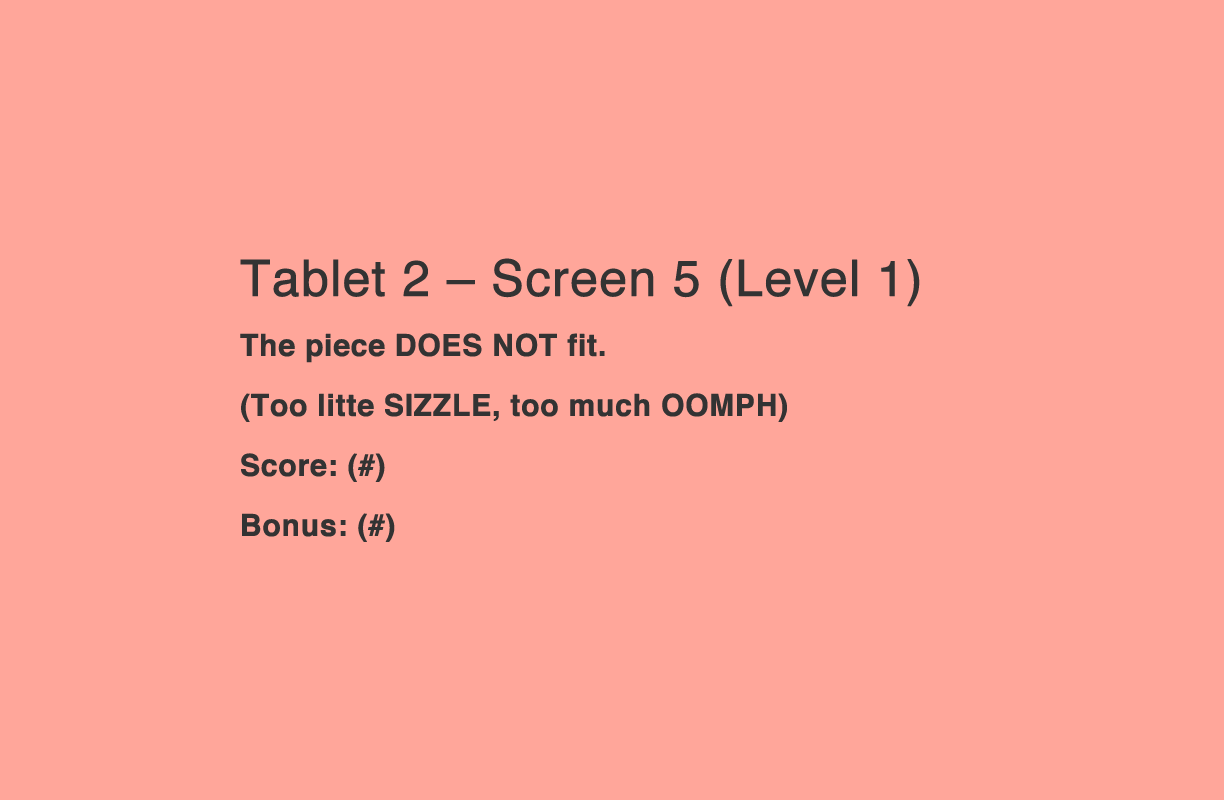 Tablet 2 – Screen 5 (Level 1)
The piece DOES NOT fit.
(Too litte SIZZLE, too much OOMPH)
Score: (#)
Bonus: (#)